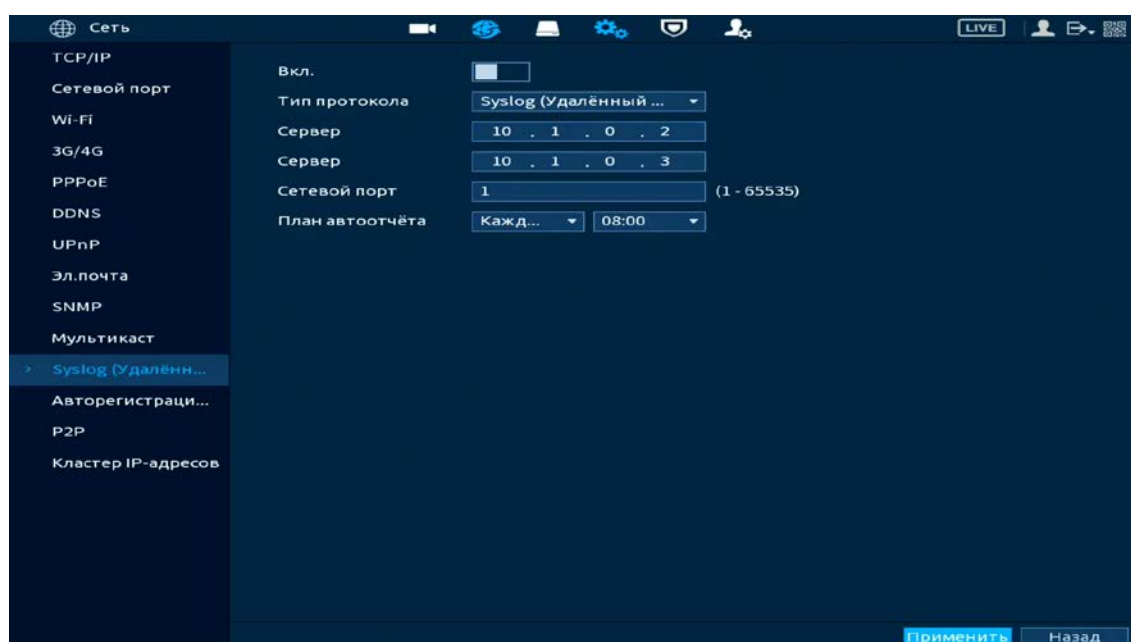 Сеть
LIVE
TCP/IP
Сетевой порт
Wi-Fi
3G/4G
PPPoE
DDNS
UPnP
Эл.почта
SNMP
Мультикаст
> Syslog (Удалённ...
Авторегистраци...
P2P
Кластер IP-адресов
Вкл.
Тип протокола Syslog (Удалённый ...
Сервер 10 . 1 . 0 . 2
Сервер 10 . 1 . 0 . 3
Сетевой порт 1 (1 - 65535)
План автоотчёта Кажд... 08:00
Применить Назад